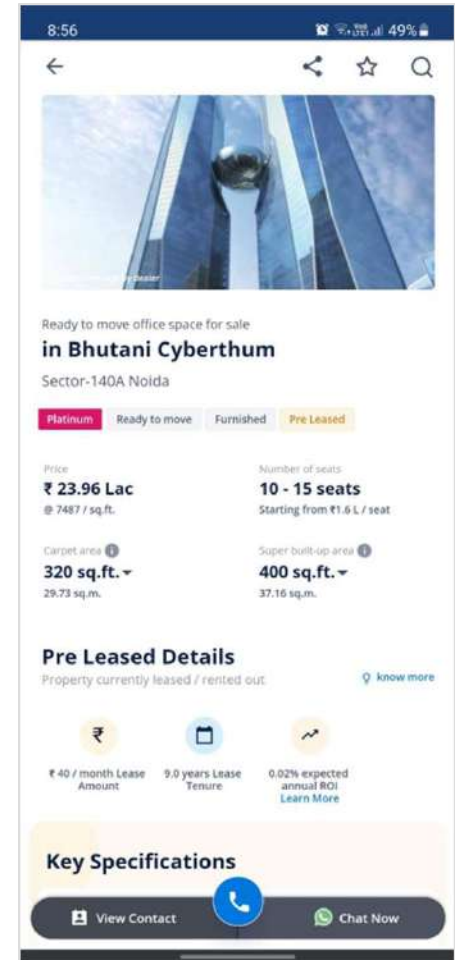 8:56
49%
Ready to move office space for sale
in Bhutani Cyberthum
Sector-140A Noida
Platinum Ready to move Furnished Pre Leased
Price Number of seats
₹ 23.96 Lac 10 - 15 seats
@ 7487 / sq.ft. Starting from ₹1.6 L / seat
Carpet area Super built-up area
320 sq.ft. 400 sq.ft.
29.73 sq.m. 37.16 sq.m.
Pre Leased Details
Property currently leased / rented out know more
₹ 40 / month Lease 9.0 years Lease 0.02% expected
Amount Tenure annual ROI
Learn More
Key Specifications
View Contact Chat Now